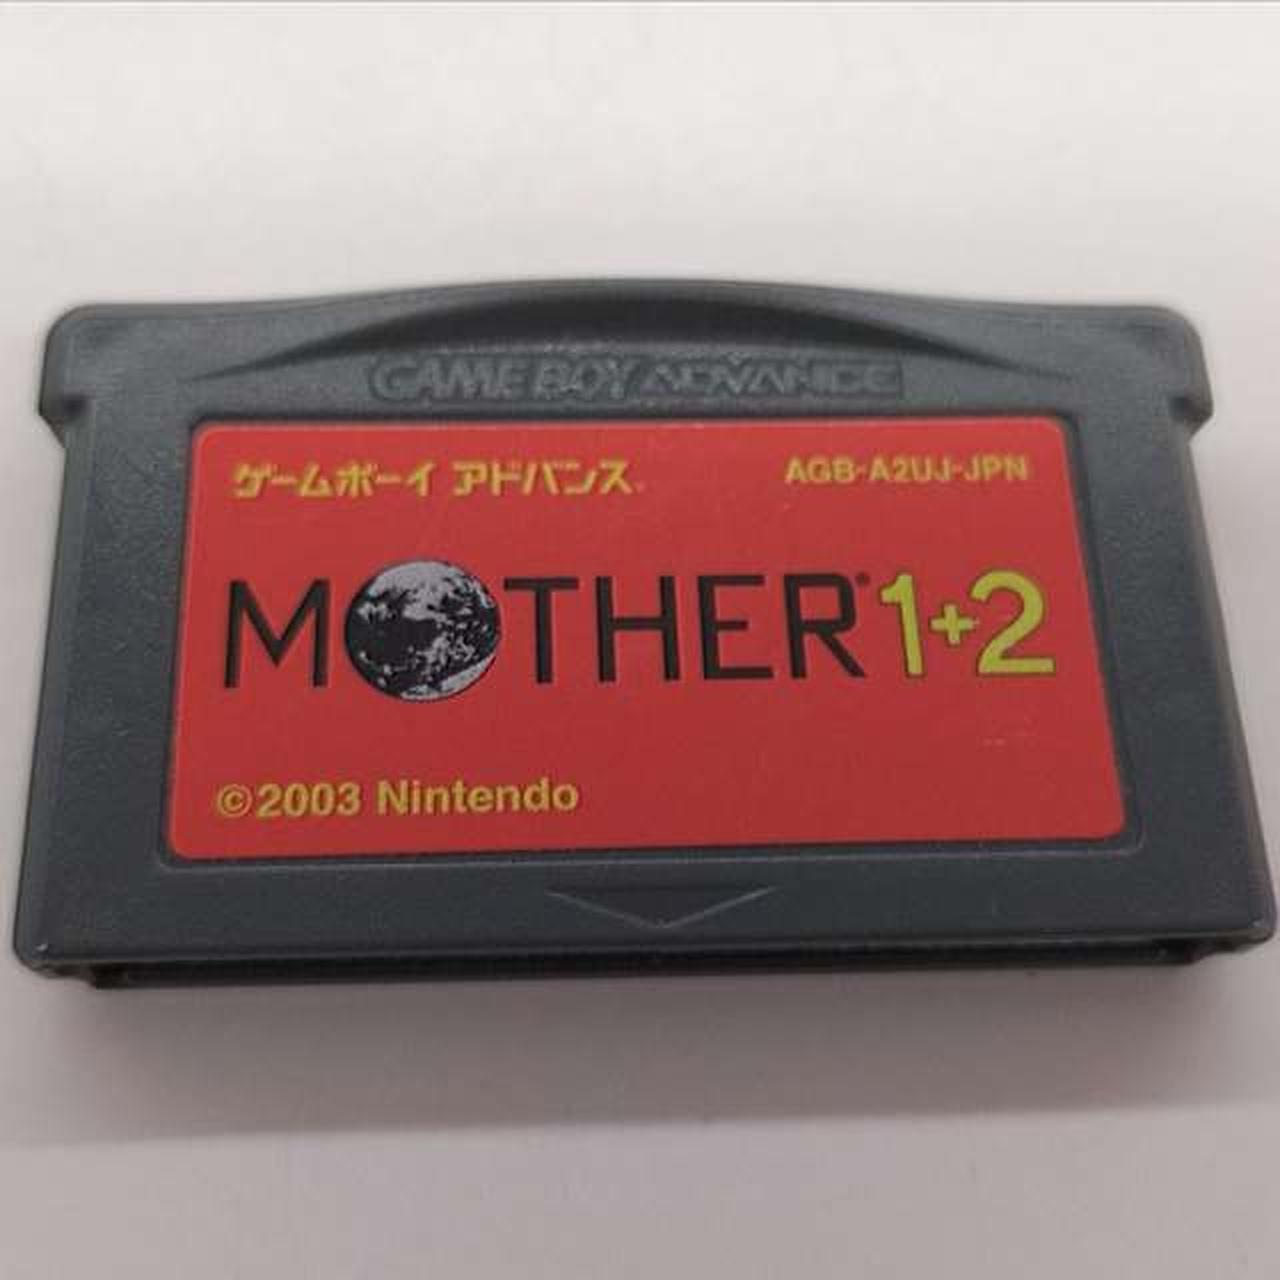 GAME BOY ADVANCE
ゲームボーイ アドバンス AGB-A2UJ-JPN
MOTHER 1+2
©2003 Nintendo